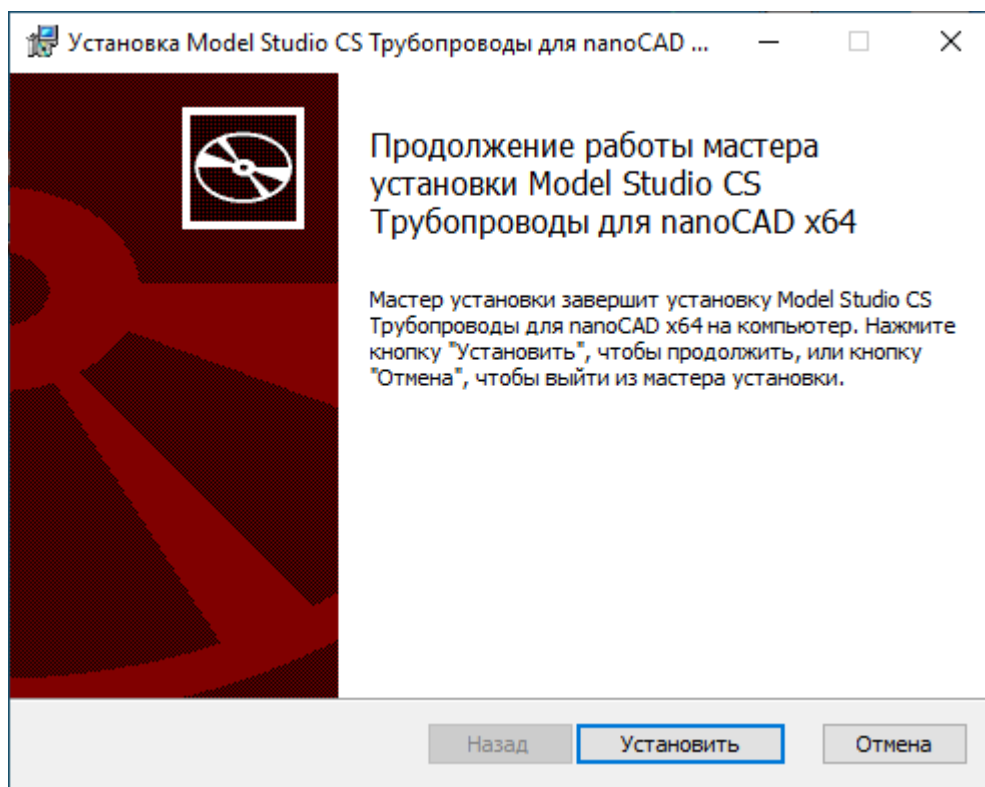 Установка Model Studio CS Трубопроводы для nanoCAD ...
Продолжение работы мастера
установки Model Studio CS
Трубопроводы для nanoCAD x64
Мастер установки завершит установку Model Studio CS
Трубопроводы для nanoCAD x64 на компьютер. Нажмите
кнопку "Установить", чтобы продолжить, или кнопку
"Отмена", чтобы выйти из мастера установки.
Назад
Установить
Отмена